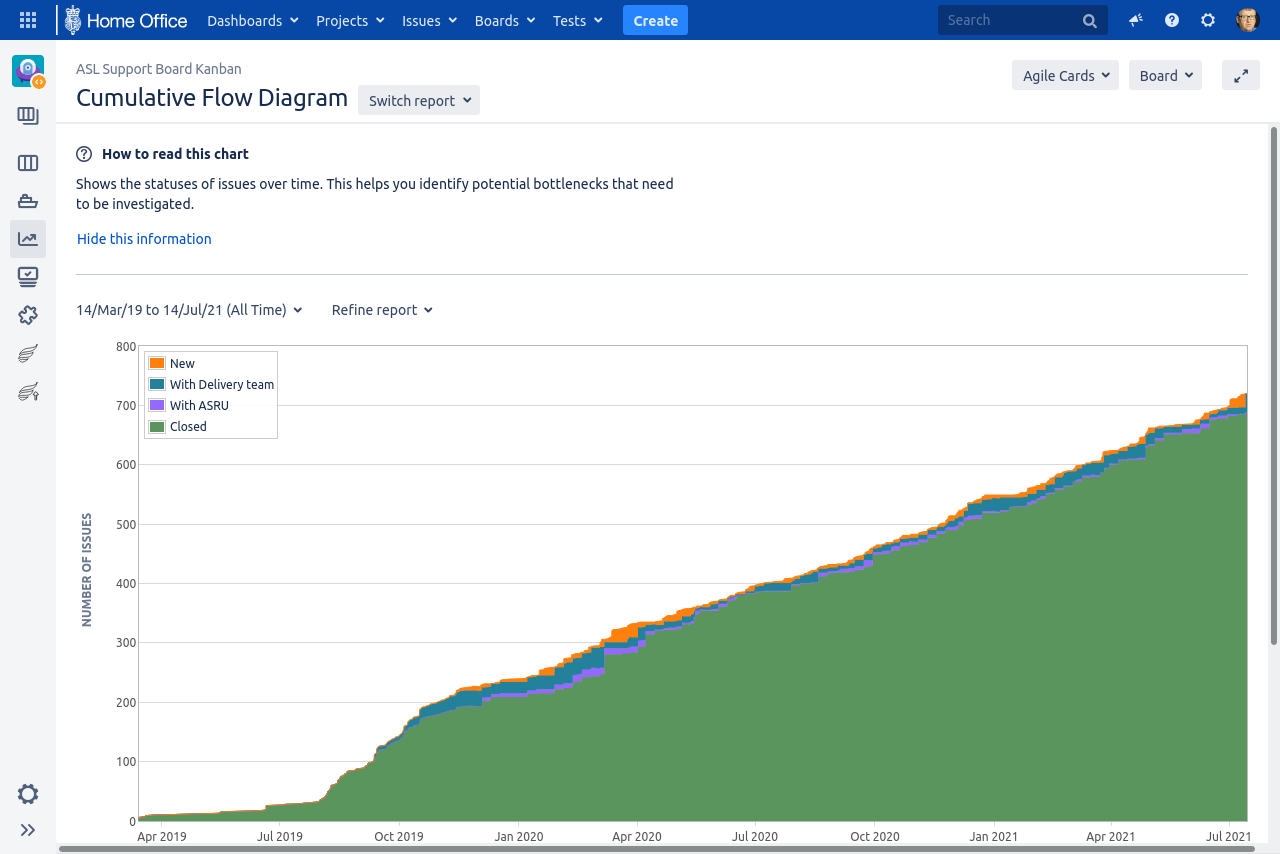 Home Office Dashboards Projects Issues Boards Tests Create Search
ASL Support Board Kanban
Cumulative Flow Diagram Switch report
Agile Cards Board
How to read this chart
Shows the statuses of issues over time. This helps you identify potential bottlenecks that need
to be investigated.
Hide this information
14/Mar/19 to 14/Jul/21 (All Time) Refine report
New
With Delivery team
With ASRU
Closed
NUMBER OF ISSUES
800
700
600
500
400
300
200
100
0
Apr 2019 Jul 2019 Oct 2019 Jan 2020 Apr 2020 Jul 2020 Oct 2020 Jan 2021 Apr 2021 Jul 2021